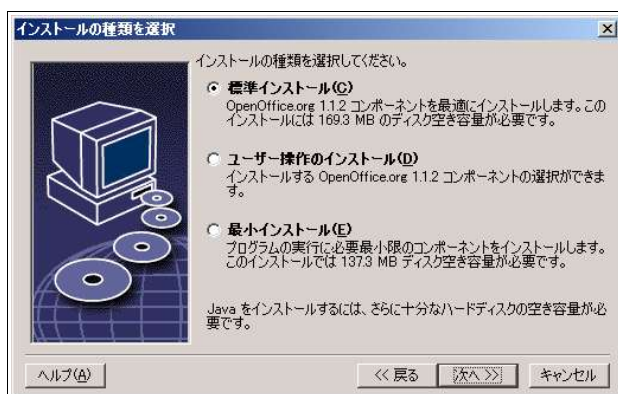 インストールの種類を選択
インストールの種類を選択してください。
標準インストール(C)
OpenOffice.org 1.1.2 コンポーネントを最適にインストールします。この
インストールには 169.3 MB のディスク空き容量が必要です。
ユーザー操作のインストール(D)
インストールする OpenOffice.org 1.1.2 コンポーネントの選択ができま
す。
最小インストール(E)
プログラムの実行に必要最小限のコンポーネントをインストールします。
このインストールでは 137.3 MB ディスク空き容量が必要です。
Java をインストールするには、さらに十分なハードディスクの空き容量が必
要です。
ヘルプ(A)
<< 戻る
次へ >>
キャンセル